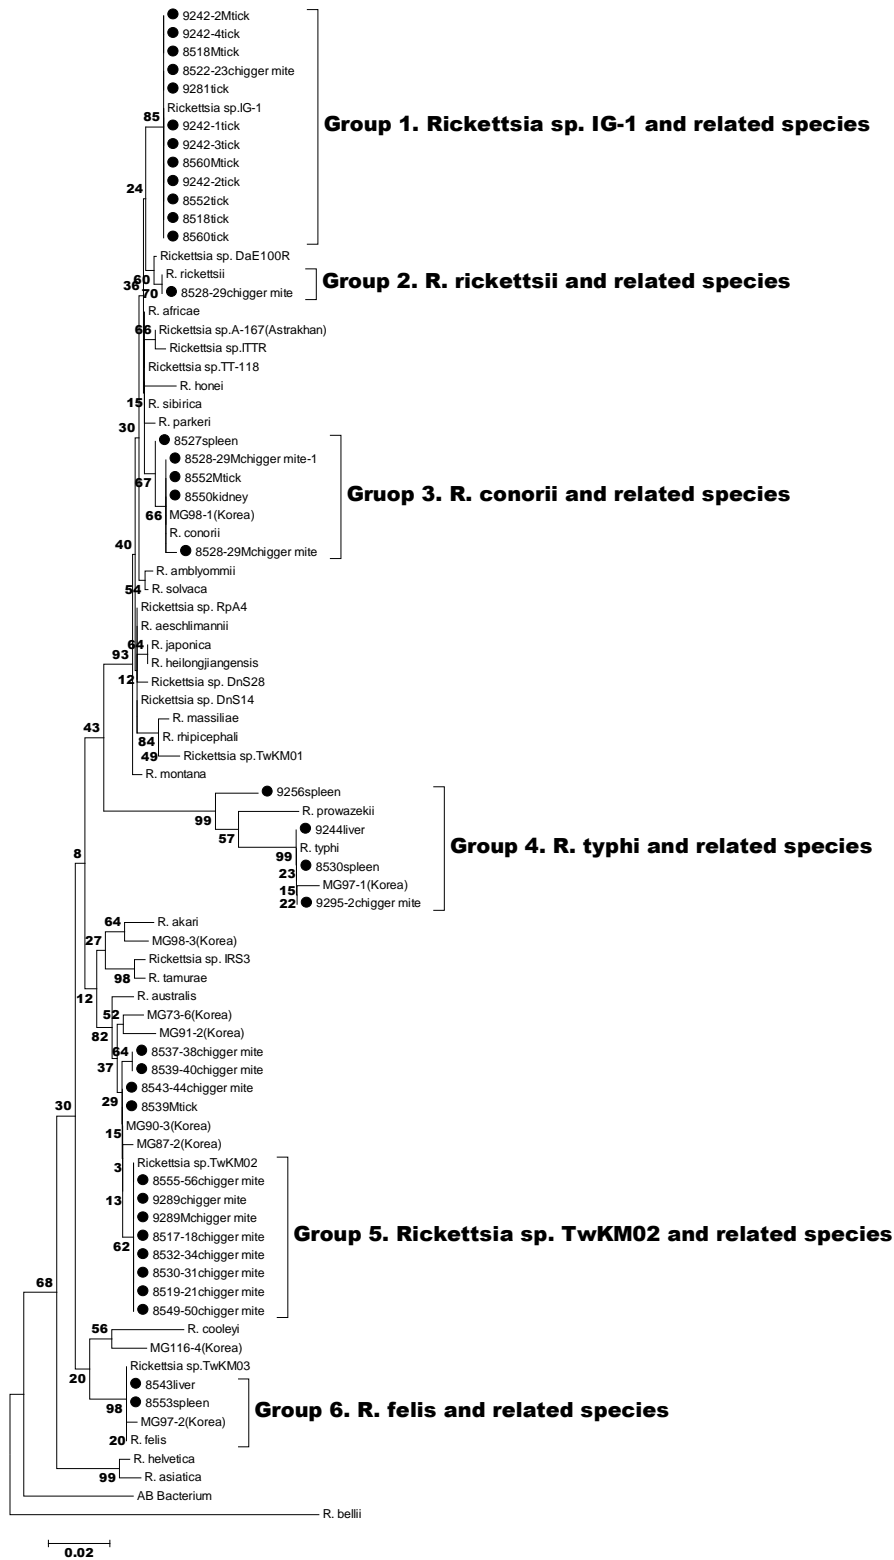 9242-2Mtick
9242-4tick
8518Mtick
8522-23chigger mite
9281tick
Rickettsia sp.IG-1
85
Group 1. Rickettsia sp. IG-1 and related species
9242-1tick
9242-3tick
8560Mtick
9242-2tick
24
8552tick
8518tick
8560tick
Rickettsia sp. DaE100R
R. rickettsii
60
Group 2. R. rickettsii and related species
36
70
8528-29chigger mite
R. africae
66
Rickettsia sp.A-167(Astrakhan)
Rickettsia sp.ITTR
Rickettsia sp.TT-118
R. honei
15
R. sibirica
R. parkeri
30
8527spleen
8528-29Mchigger mite-1
8552Mtick
67
8550kidney
Gruop 3. R. conorii and related species
66
MG98-1(Korea)
R. conorii
40
8528-29Mchigger mite
R. amblyommii
54
R. solvaca
Rickettsia sp. RpA4
R. aeschlimannii
64
R. japonica
93
R. heilongjiangensis
12
Rickettsia sp. DnS28
Rickettsia sp. DnS14
R. massiliae
43
84
R. rhipicephali
49
Rickettsia sp.TwKM01
R. montana
9256spleen
R. prowazekii
99
9244liver
57
R. typhi
Group 4. R. typhi and related species
99
8
8530spleen
23
MG97-1(Korea)
15
22
9295-2chigger mite
64
R. akari
27
MG98-3(Korea)
Rickettsia sp. IRS3
98
R. tamurae
12
R. australis
52
MG73-6(Korea)
82
MG91-2(Korea)
64
8537-38chigger mite
37
8539-40chigger mite
8543-44chigger mite
29
8539Mtick
30
MG90-3(Korea)
15
MG87-2(Korea)
3
Rickettsia sp.TwKM02
8555-56chigger mite
13
9289chigger mite
9289Mchigger mite
8517-18chigger mite
Group 5. Rickettsia sp. TwKM02 and related species
62
8532-34chigger mite
8530-31chigger mite
68
8519-21chigger mite
8549-50chigger mite
56
R. cooleyi
MG116-4(Korea)
Rickettsia sp.TwKM03
20
8543liver
8553spleen
98
Group 6. R. felis and related species
MG97-2(Korea)
20
R. felis
R. helvetica
99
R. asiatica
AB Bacterium
R. bellii
0.02